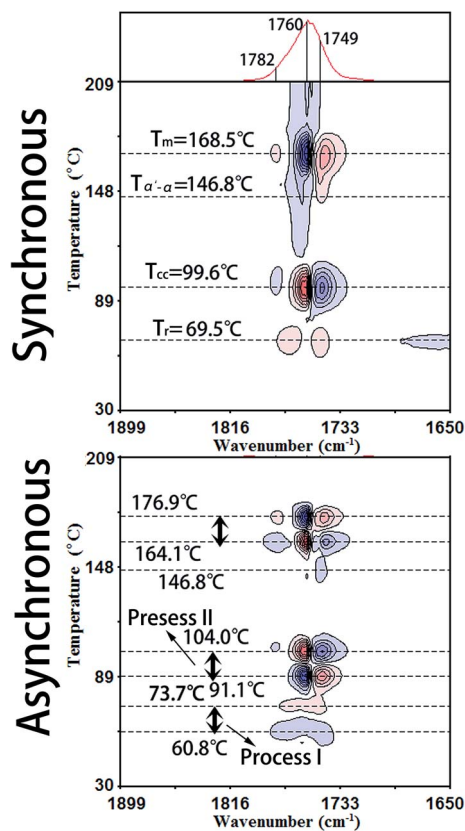 1760
1782
1749
Synchronous
Temperature (°C)
209
148
89
30
Tm=168.5℃
Tα'-α=146.8℃
Tcc=99.6℃
Tr=69.5℃
1899
1816
1733
1650
Wavenumber (cm-1)
Asynchronous
Temperature (°C)
209
148
89
30
176.9℃
164.1℃
146.8℃
Presess II
104.0℃
73.7℃
91.1℃
60.8℃
Process I
1899
1816
1733
1650
Wavenumber (cm-1)